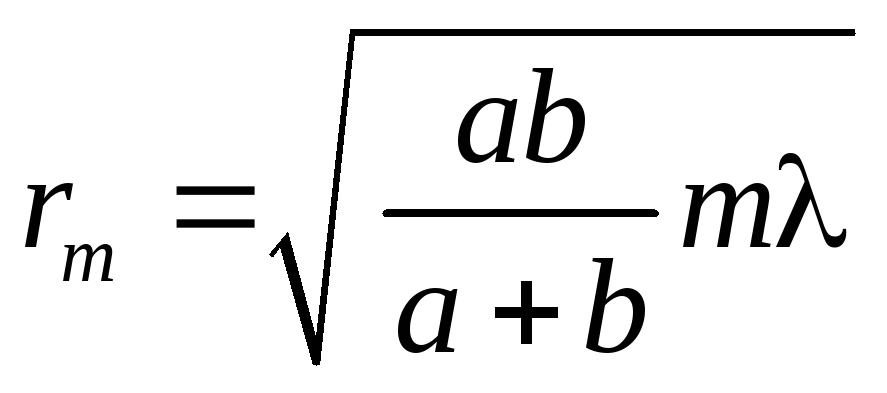 r_m = √(ab / (a + b) mλ)